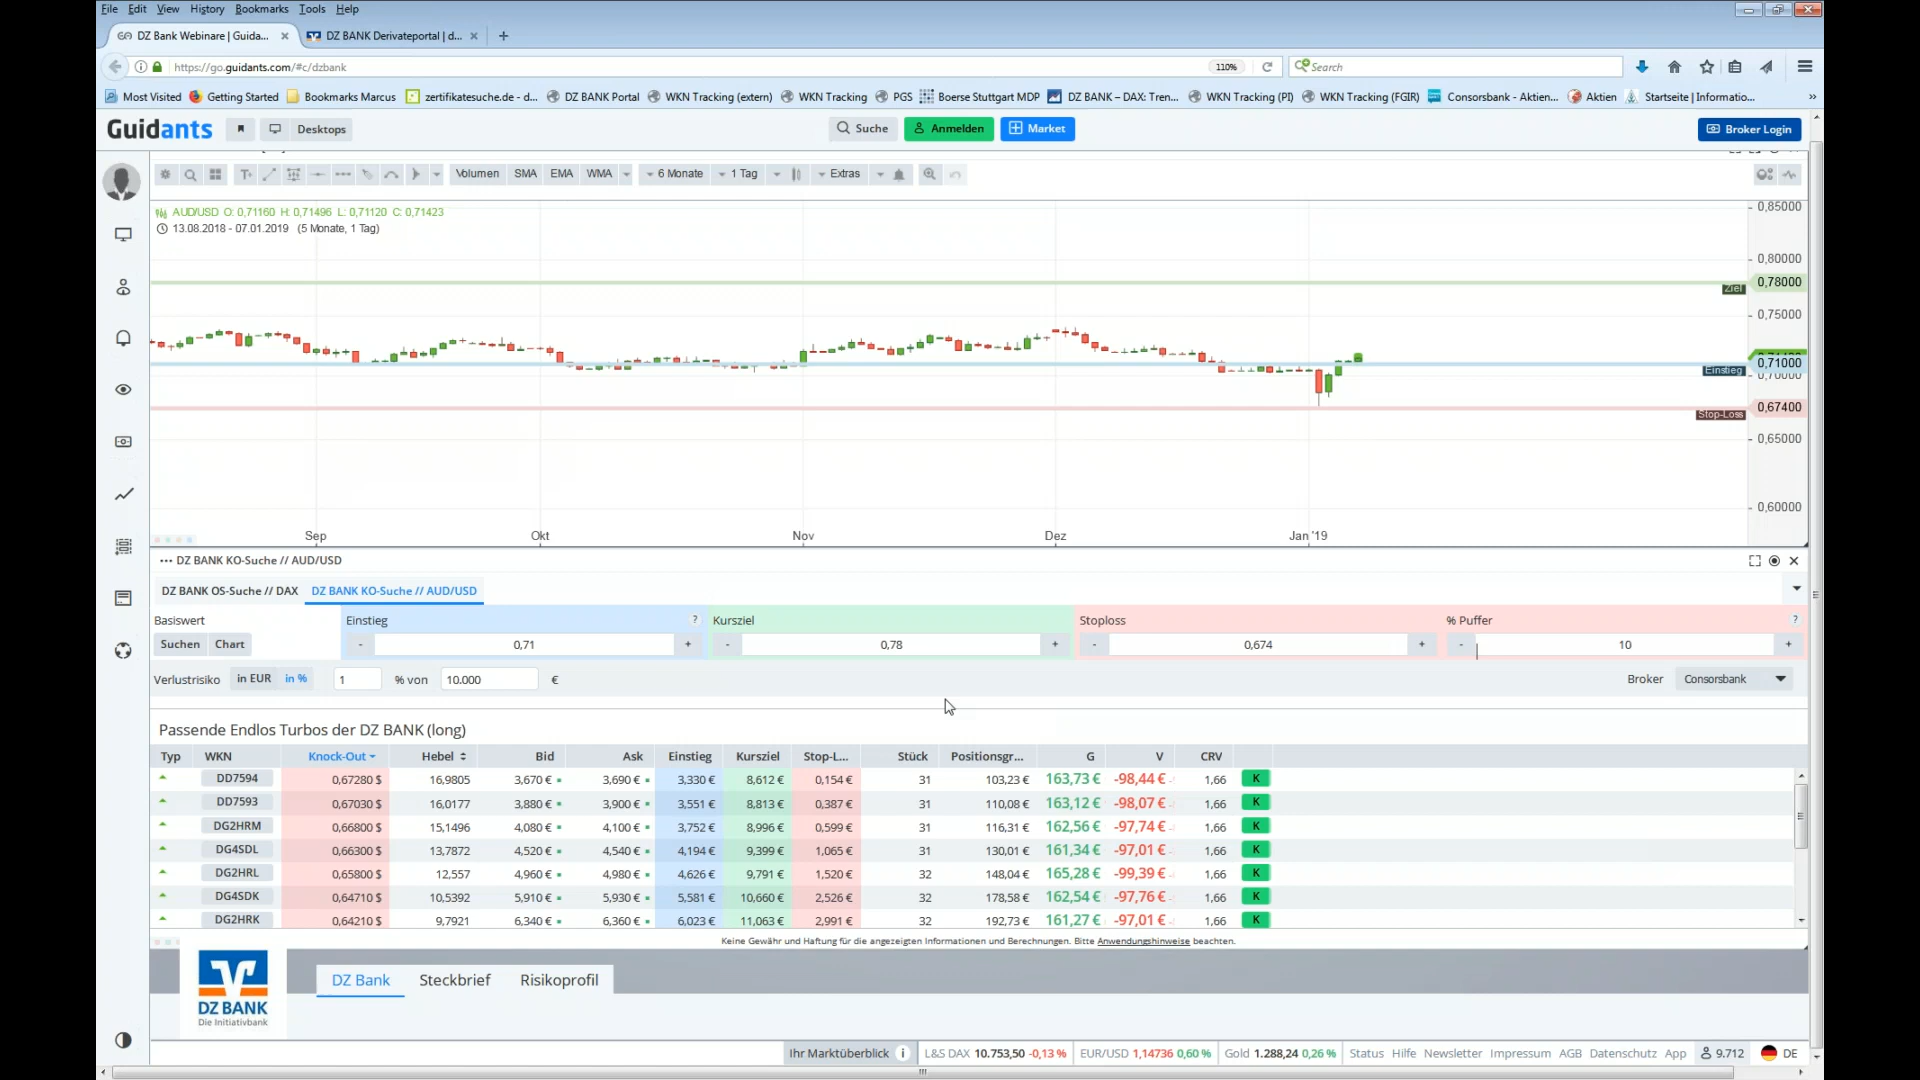 File Edit View History Bookmarks Tools Help
DZ Bank Webinare | Guida... DZ BANK Derivateportal | d...
https://go.guidants.com/#c/dzbank 110% Search
Most Visited Getting Started Bookmarks Marcus zertifikatesuche.de - d... DZ BANK Portal WKN Tracking (extern) WKN Tracking PGS Boerse Stuttgart MDP DZ BANK – DAX: Tren... WKN Tracking (PI) WKN Tracking (FGIR) Consorsbank - Aktien... Aktien Startseite | Informatio...
Guidants Desktops Suche Anmelden Market Broker Login
Volumen SMA EMA WMA 6 Monate 1 Tag Extras
AUD/USD O: 0,71160 H: 0,71496 L: 0,71120 C: 0,71423
13.08.2018 - 07.01.2019 (5 Monate, 1 Tag)
0,85000
0,80000
0,78000
Ziel
0,75000
0,71000
Einstieg
0,70000
0,67400
Stop-Loss
0,65000
0,60000
Sep Okt Nov Dez Jan '19
DZ BANK KO-Suche // AUD/USD
DZ BANK OS-Suche // DAX DZ BANK KO-Suche // AUD/USD
Basiswert Einstieg ? Kursziel Stoploss % Puffer ?
Suchen Chart - 0,71 + - 0,78 + - 0,674 + - 10 +
Verlustrisiko in EUR in % 1 % von 10.000 € Broker Consorsbank
Passende Endlos Turbos der DZ BANK (long)
Typ WKN Knock-Out Hebel Bid Ask Einstieg Kursziel Stop-L... Stück Positionsgr... G V CRV
DD7594 0,67280 $ 16,9805 3,670 € 3,690 € 3,330 € 8,612 € 0,154 € 31 103,23 € 163,73 € -98,44 € 1,66 K
DD7593 0,67030 $ 16,0177 3,880 € 3,900 € 3,551 € 8,813 € 0,387 € 31 110,08 € 163,12 € -98,07 € 1,66 K
DG2HRM 0,66800 $ 15,1496 4,080 € 4,100 € 3,752 € 8,996 € 0,599 € 31 116,31 € 162,56 € -97,74 € 1,66 K
DG4SDL 0,66300 $ 13,7872 4,520 € 4,540 € 4,194 € 9,399 € 1,065 € 31 130,01 € 161,34 € -97,01 € 1,66 K
DG2HRL 0,65800 $ 12,557 4,960 € 4,980 € 4,626 € 9,791 € 1,520 € 32 148,04 € 165,28 € -99,39 € 1,66 K
DG4SDK 0,64710 $ 10,5392 5,910 € 5,930 € 5,581 € 10,660 € 2,526 € 32 178,58 € 162,54 € -97,76 € 1,66 K
DG2HRK 0,64210 $ 9,7921 6,340 € 6,360 € 6,023 € 11,063 € 2,991 € 32 192,73 € 161,27 € -97,01 € 1,66 K
Keine Gewähr und Haftung für die angezeigten Informationen und Berechnungen. Bitte Anwendungshinweise beachten.
DZ Bank Steckbrief Risikoprofil
DZ BANK
Die Initiativbank
Ihr Marktüberblick L&S DAX 10.753,50 -0,13 % EUR/USD 1,14736 0,60 % Gold 1.288,24 0,26 % Status Hilfe Newsletter Impressum AGB Datenschutz App 9.712 DE